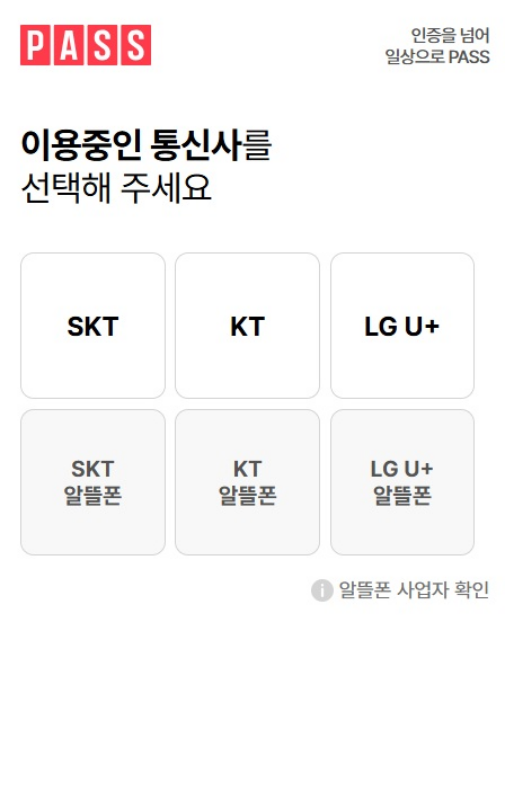 PASS
인증을 넘어
일상으로 PASS
이용중인 통신사를
선택해 주세요
SKT
KT
LG U+
SKT
알뜰폰
KT
알뜰폰
LG U+
알뜰폰
알뜰폰 사업자 확인